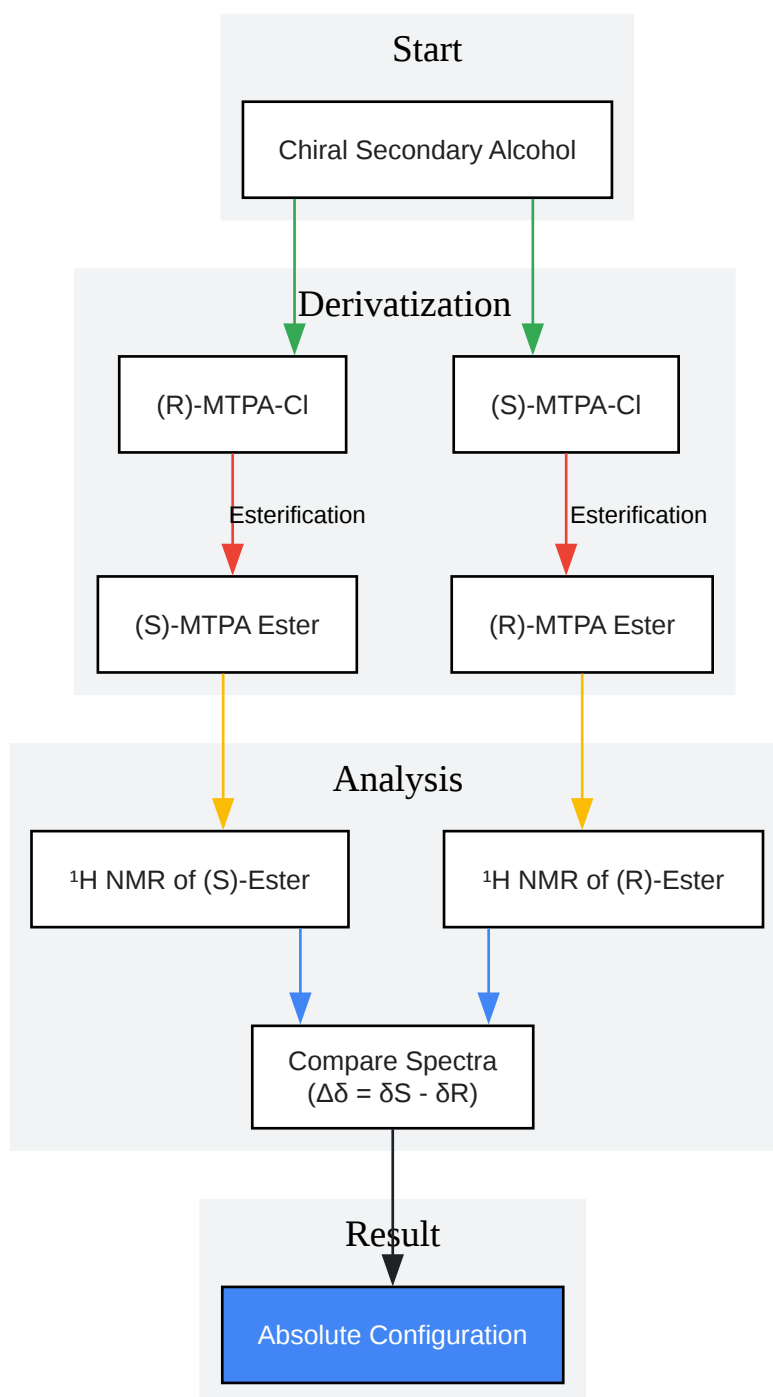 Start
Chiral Secondary Alcohol
Derivatization
(R)-MTPA-Cl
(S)-MTPA-Cl
Esterification
Esterification
(S)-MTPA Ester
(R)-MTPA Ester
Analysis
¹H NMR of (S)-Ester
¹H NMR of (R)-Ester
Compare Spectra
(Δδ = δS - δR)
Result
Absolute Configuration